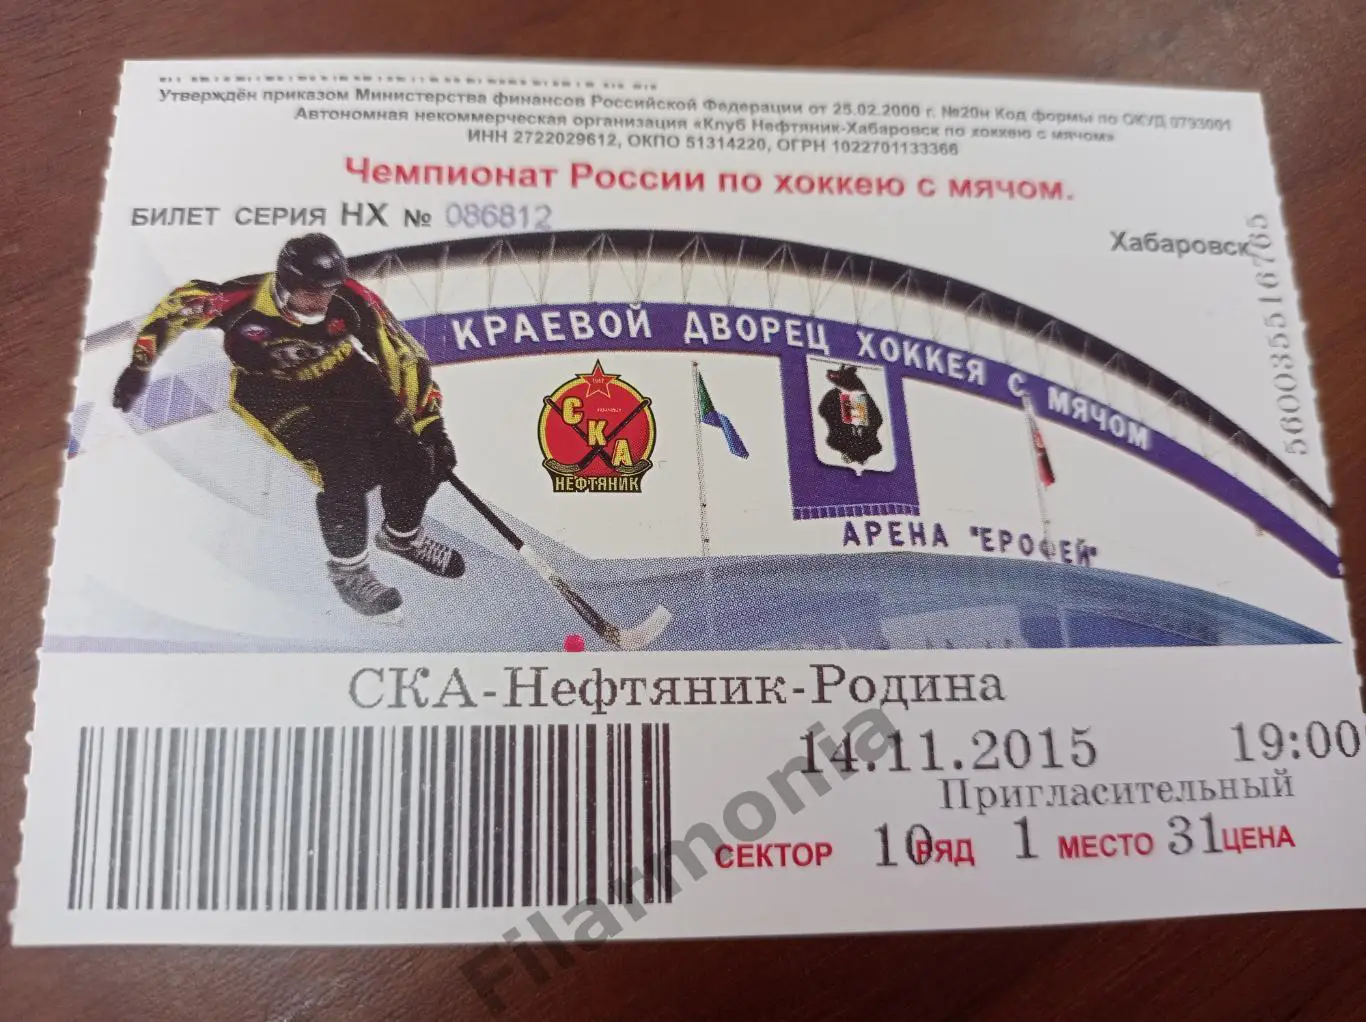 Утверждён приказом Министерства финансов Российской Федерации от 25.02.2000 г. №20н Код формы по ОКУД 0793001
Автономная некоммерческая организация «Клуб Нефтяник-Хабаровск по хоккею с мячом»
ИНН 2722029612, ОКПО 51314220, ОГРН 1022701133366
Чемпионат России по хоккею с мячом.
БИЛЕТ СЕРИЯ НХ № 086812
Хабаровск
5600355516765
КРАЕВОЙ ДВОРЕЦ ХОККЕЯ С МЯЧОМ
СКА
НЕФТЯНИК
АРЕНА "ЕРОФЕЙ"
СКА-Нефтяник-Родина
14.11.2015 19:00
Пригласительный
СЕКТОР 10 РЯД 1 МЕСТО 31 ЦЕНА
Filarmonia